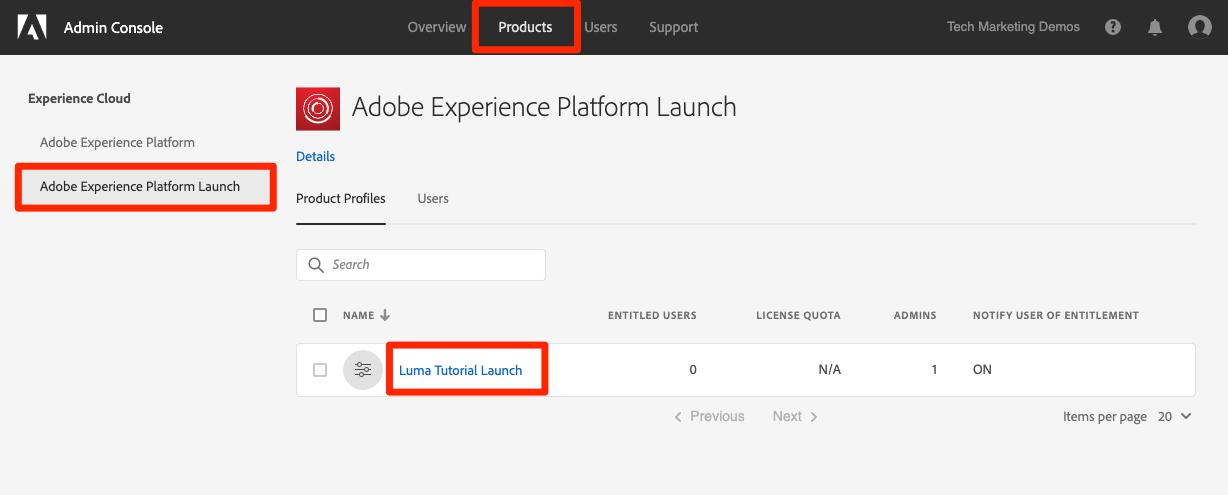 Admin Console Overview Products Users Support Tech Marketing Demos
Experience Cloud
Adobe Experience Platform
Adobe Experience Platform Launch
Adobe Experience Platform Launch
Details
Product Profiles Users
Search
NAME ENTITLED USERS LICENSE QUOTA ADMINS NOTIFY USER OF ENTITLEMENT
Luma Tutorial Launch 0 N/A 1 ON
Previous Next Items per page 20